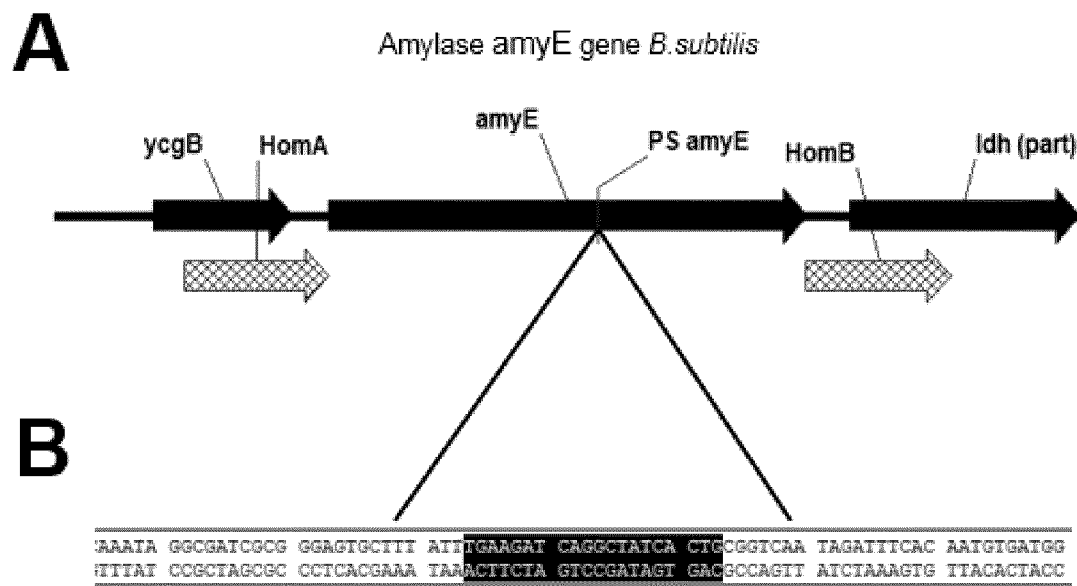 A
Amylase amyE gene B.subtilis
ycgB
HomA
amyE
PS amyE
HomB
ldh (part)
B
AAATA GGCGATCGCG GGAGTGCTTT ATTTGAAGAT CAGGCTATCA CTGCGGTCAA TAGATTTCAC AATGTGATGG
TTTAT CCGCTAGCGC CCTCACGAAA TAAACTTCTA GTCCGATAGT GACGCCAGTT ATCTAAAGTG TTACACTACC